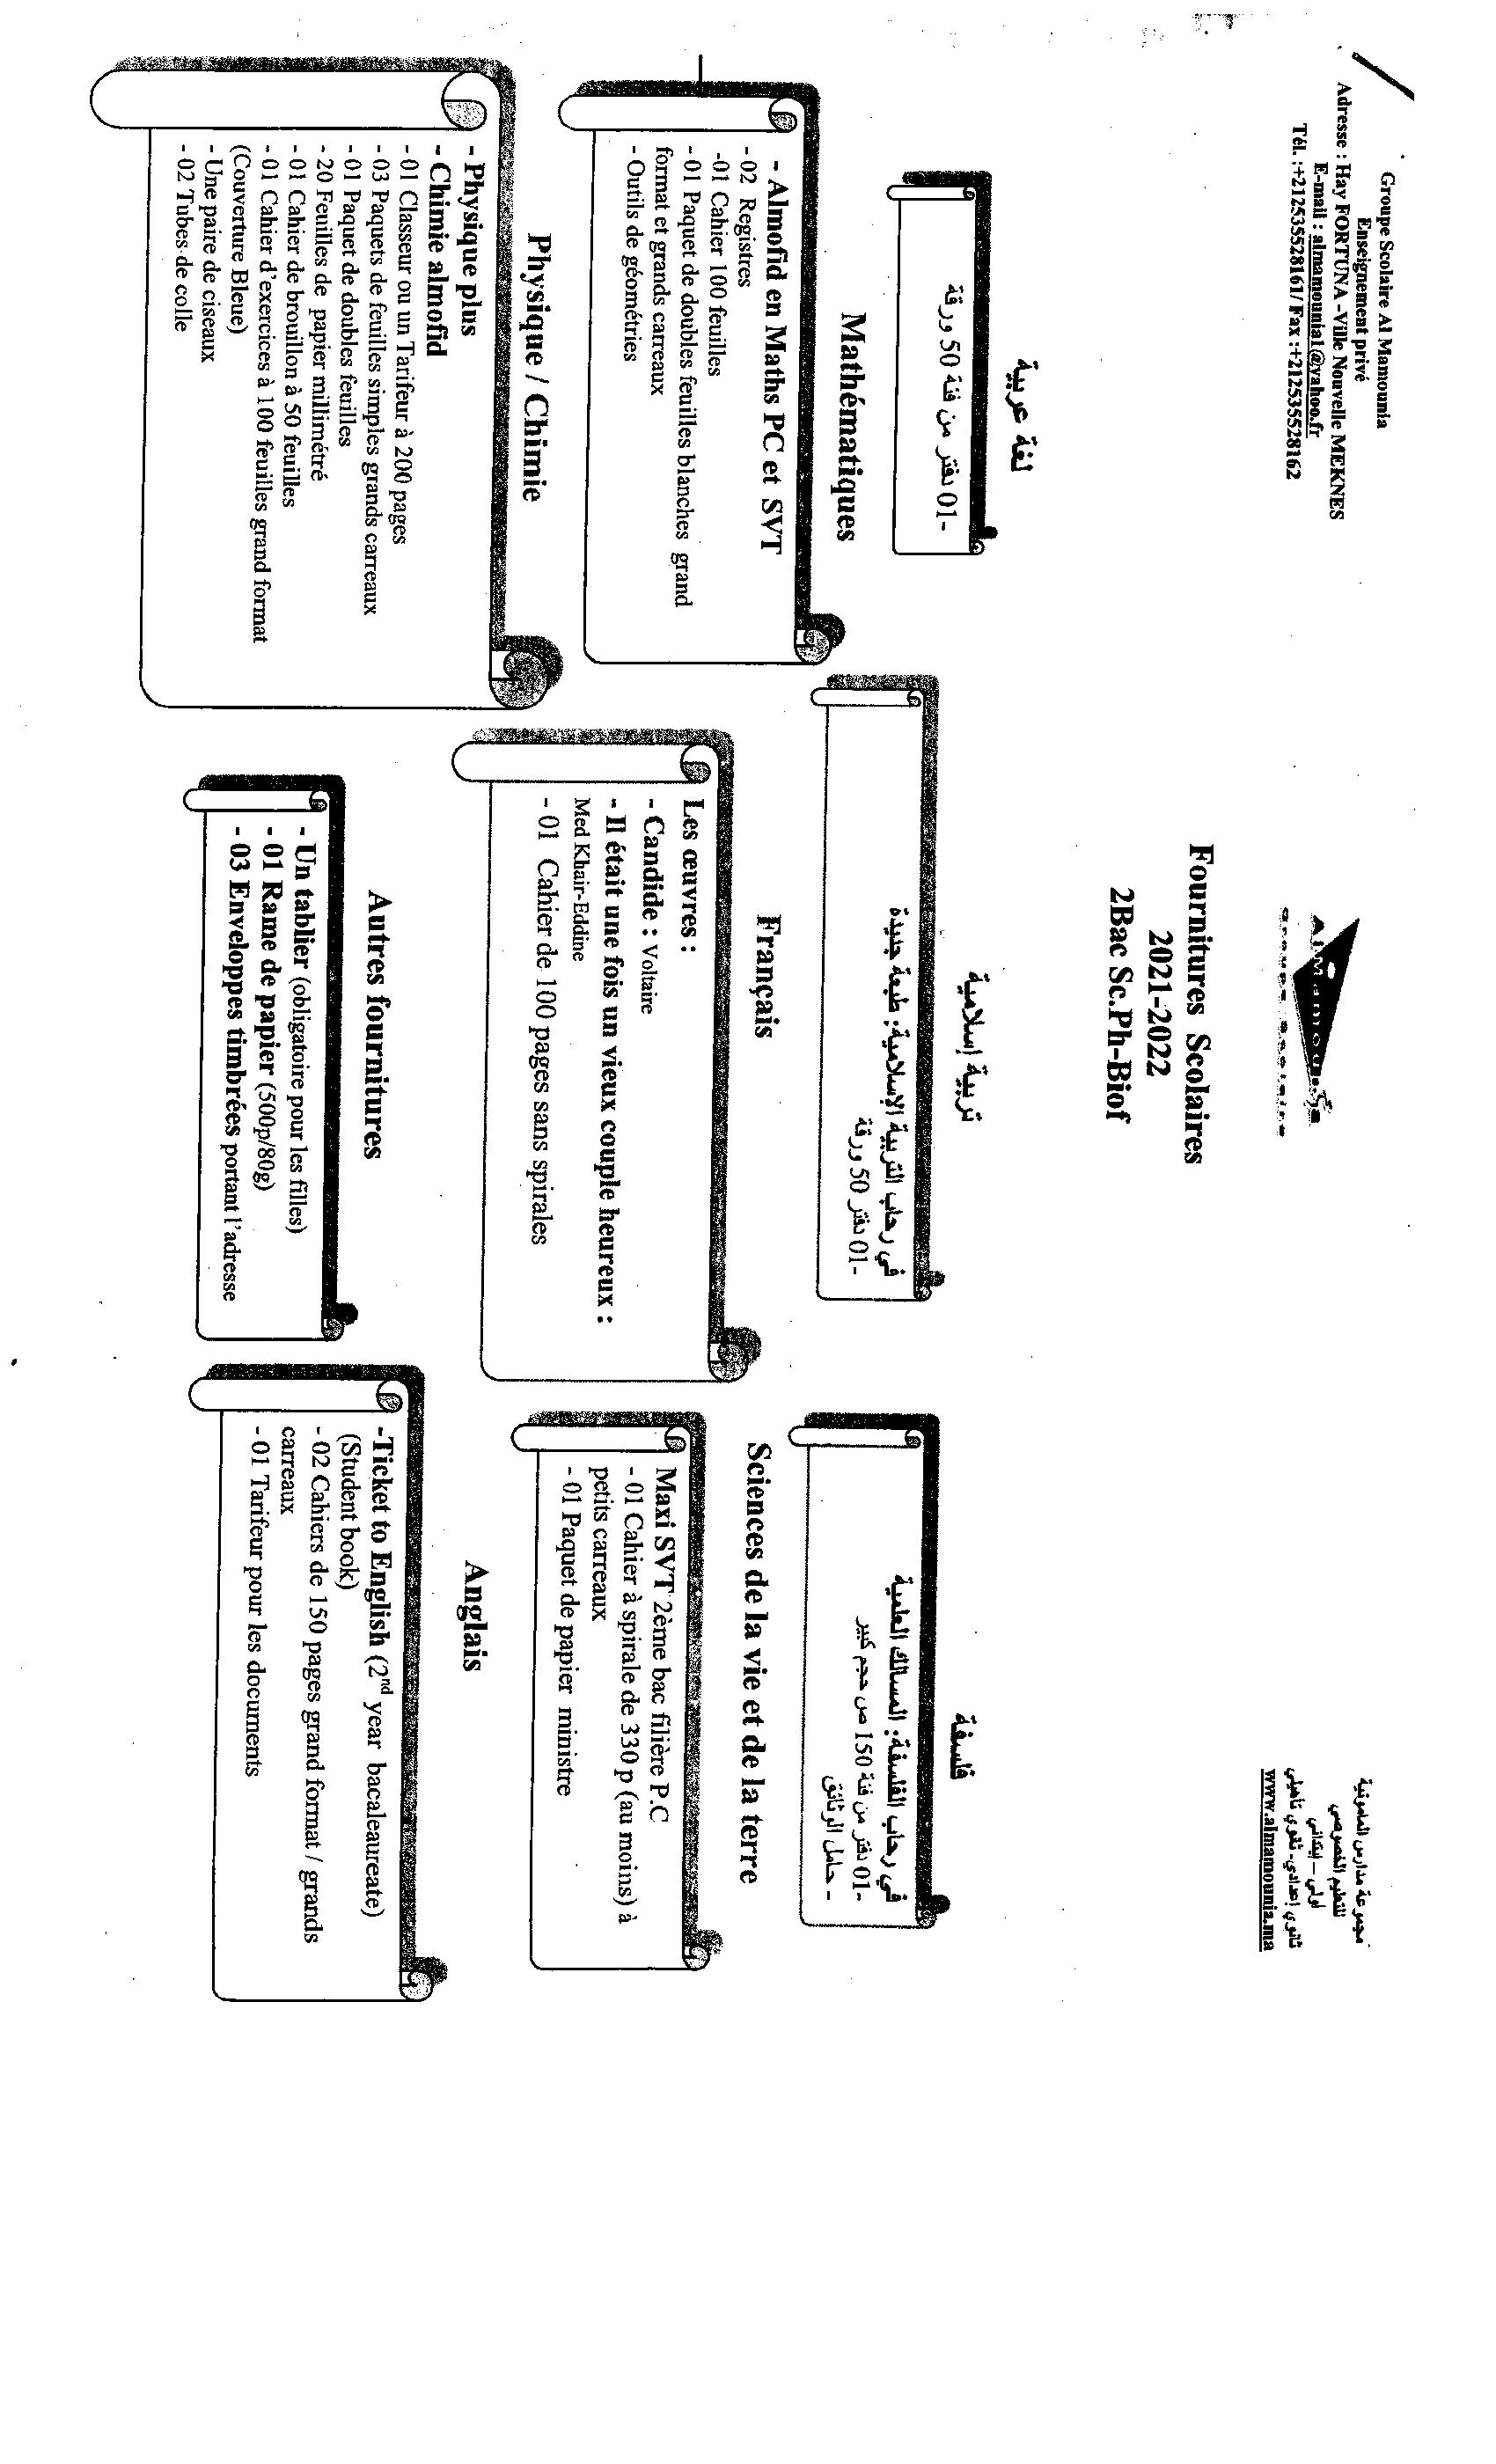 Groupe Scolaire Al Mamounia
Enseignement privé
Adresse : Hay FORTUNA –Ville Nouvelle MEKNES
E-mail : almamounia1@yahoo.fr
Tél. :+212535528161/ Fax :+212535528162
مجموعة مدارس المامونية
للتعليم الخصوصي
أولي – إبتدائي
ثانوي إعدادي- ثانوي تأهيلي
www.almamounia.ma
Fournitures Scolaires
2021-2022
2Bac Sc.Ph-Biof
لغة عربية
-01 دفتر من فئة 50 ورقة
تربية إسلامية
في رحاب التربية الإسلامية: طبعة جديدة
-01 دفتر 50 ورقة
فلسفة
في رحاب الفلسفة: المسالك العلمية
-01 دفتر من فئة 150 ص حجم كبير
- حامل الوثائق
Mathématiques
- Almofid en Maths PC et SVT
- 02 Registres
-01 Cahier 100 feuilles
- 01 Paquet de doubles feuilles blanches grand
format et grands carreaux
- Outils de géométries
Français
Les œuvres :
- Candide : Voltaire
- Il était une fois un vieux couple heureux :
Med Khair-Eddine
- 01 Cahier de 100 pages sans spirales
Sciences de la vie et de la terre
Maxi SVT 2ème bac filière P.C
- 01 Cahier à spirale de 330 p (au moins) à
petits carreaux
- 01 Paquet de papier ministre
Physique / Chimie
- Physique plus
- Chimie almofid
- 01 Classeur ou un Tarifeur à 200 pages
- 03 Paquets de feuilles simples grands carreaux
- 01 Paquet de doubles feuilles
- 20 Feuilles de papier millimétré
- 01 Cahier de brouillon à 50 feuilles
- 01 Cahier d'exercices à 100 feuilles grand format
(Couverture Bleue)
- Une paire de ciseaux
- 02 Tubes de colle
Autres fournitures
- Un tablier (obligatoire pour les filles)
- 01 Rame de papier (500p/80g)
- 03 Enveloppes timbrées portant l'adresse
Anglais
-Ticket to English (2nd year bacaleaureate)
(Student book)
- 02 Cahiers de 150 pages grand format / grands
carreaux
- 01 Tarifeur pour les documents